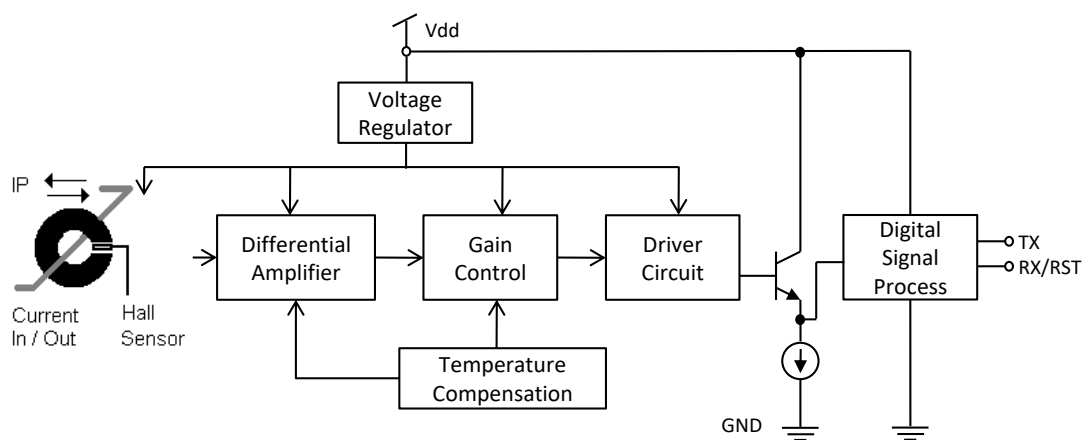 Vdd
Voltage
Regulator
IP
Differential
Amplifier
Gain
Control
Driver
Circuit
Digital
Signal
Process
TX
RX/RST
Current
In / Out
Hall
Sensor
Temperature
Compensation
GND